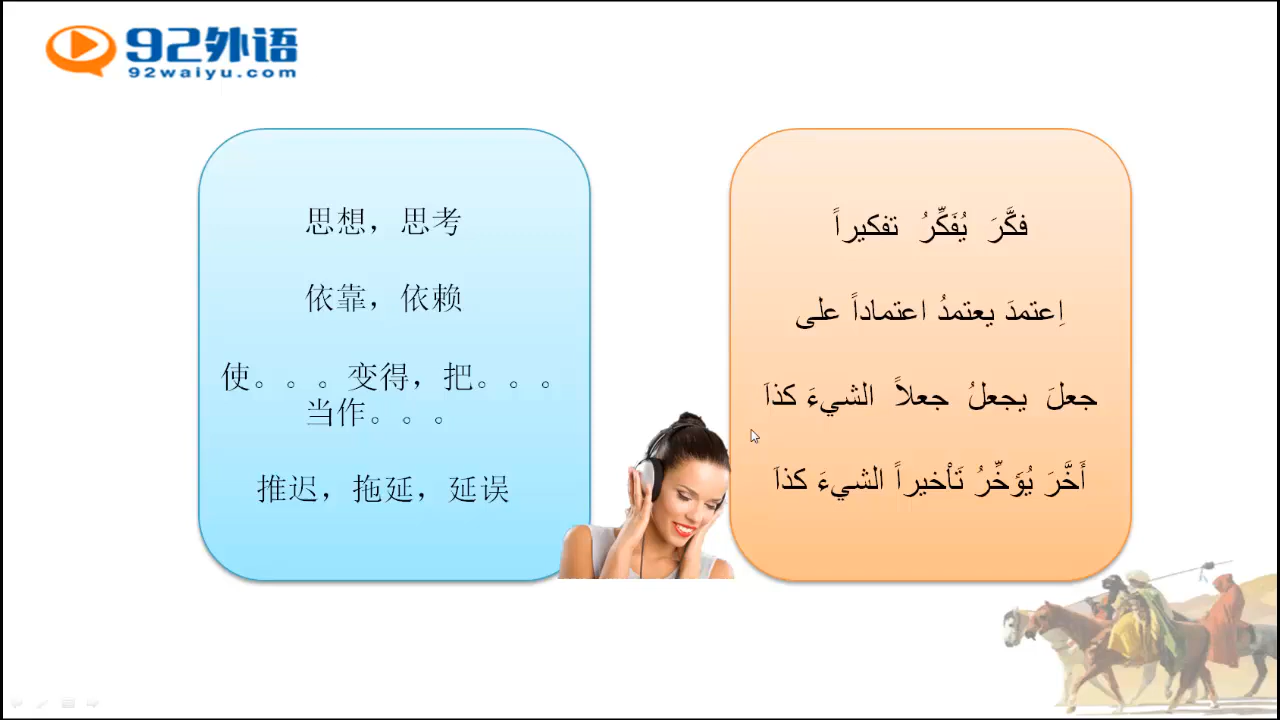 92外语
92waiyu.com
思想，思考
依靠，依赖
使。。。变得，把。。。
当作。。。
推迟，拖延，延误
فكَّرَ يُفَكِّرُ تفكيراً
اِعتمدَ يعتمدُ اعتماداً على
جعلَ يجعلُ جعلاً الشيءَ كذاَ
أَخَّرَ يُؤَخِّرُ تَأْخيراً الشيءَ كذاَ